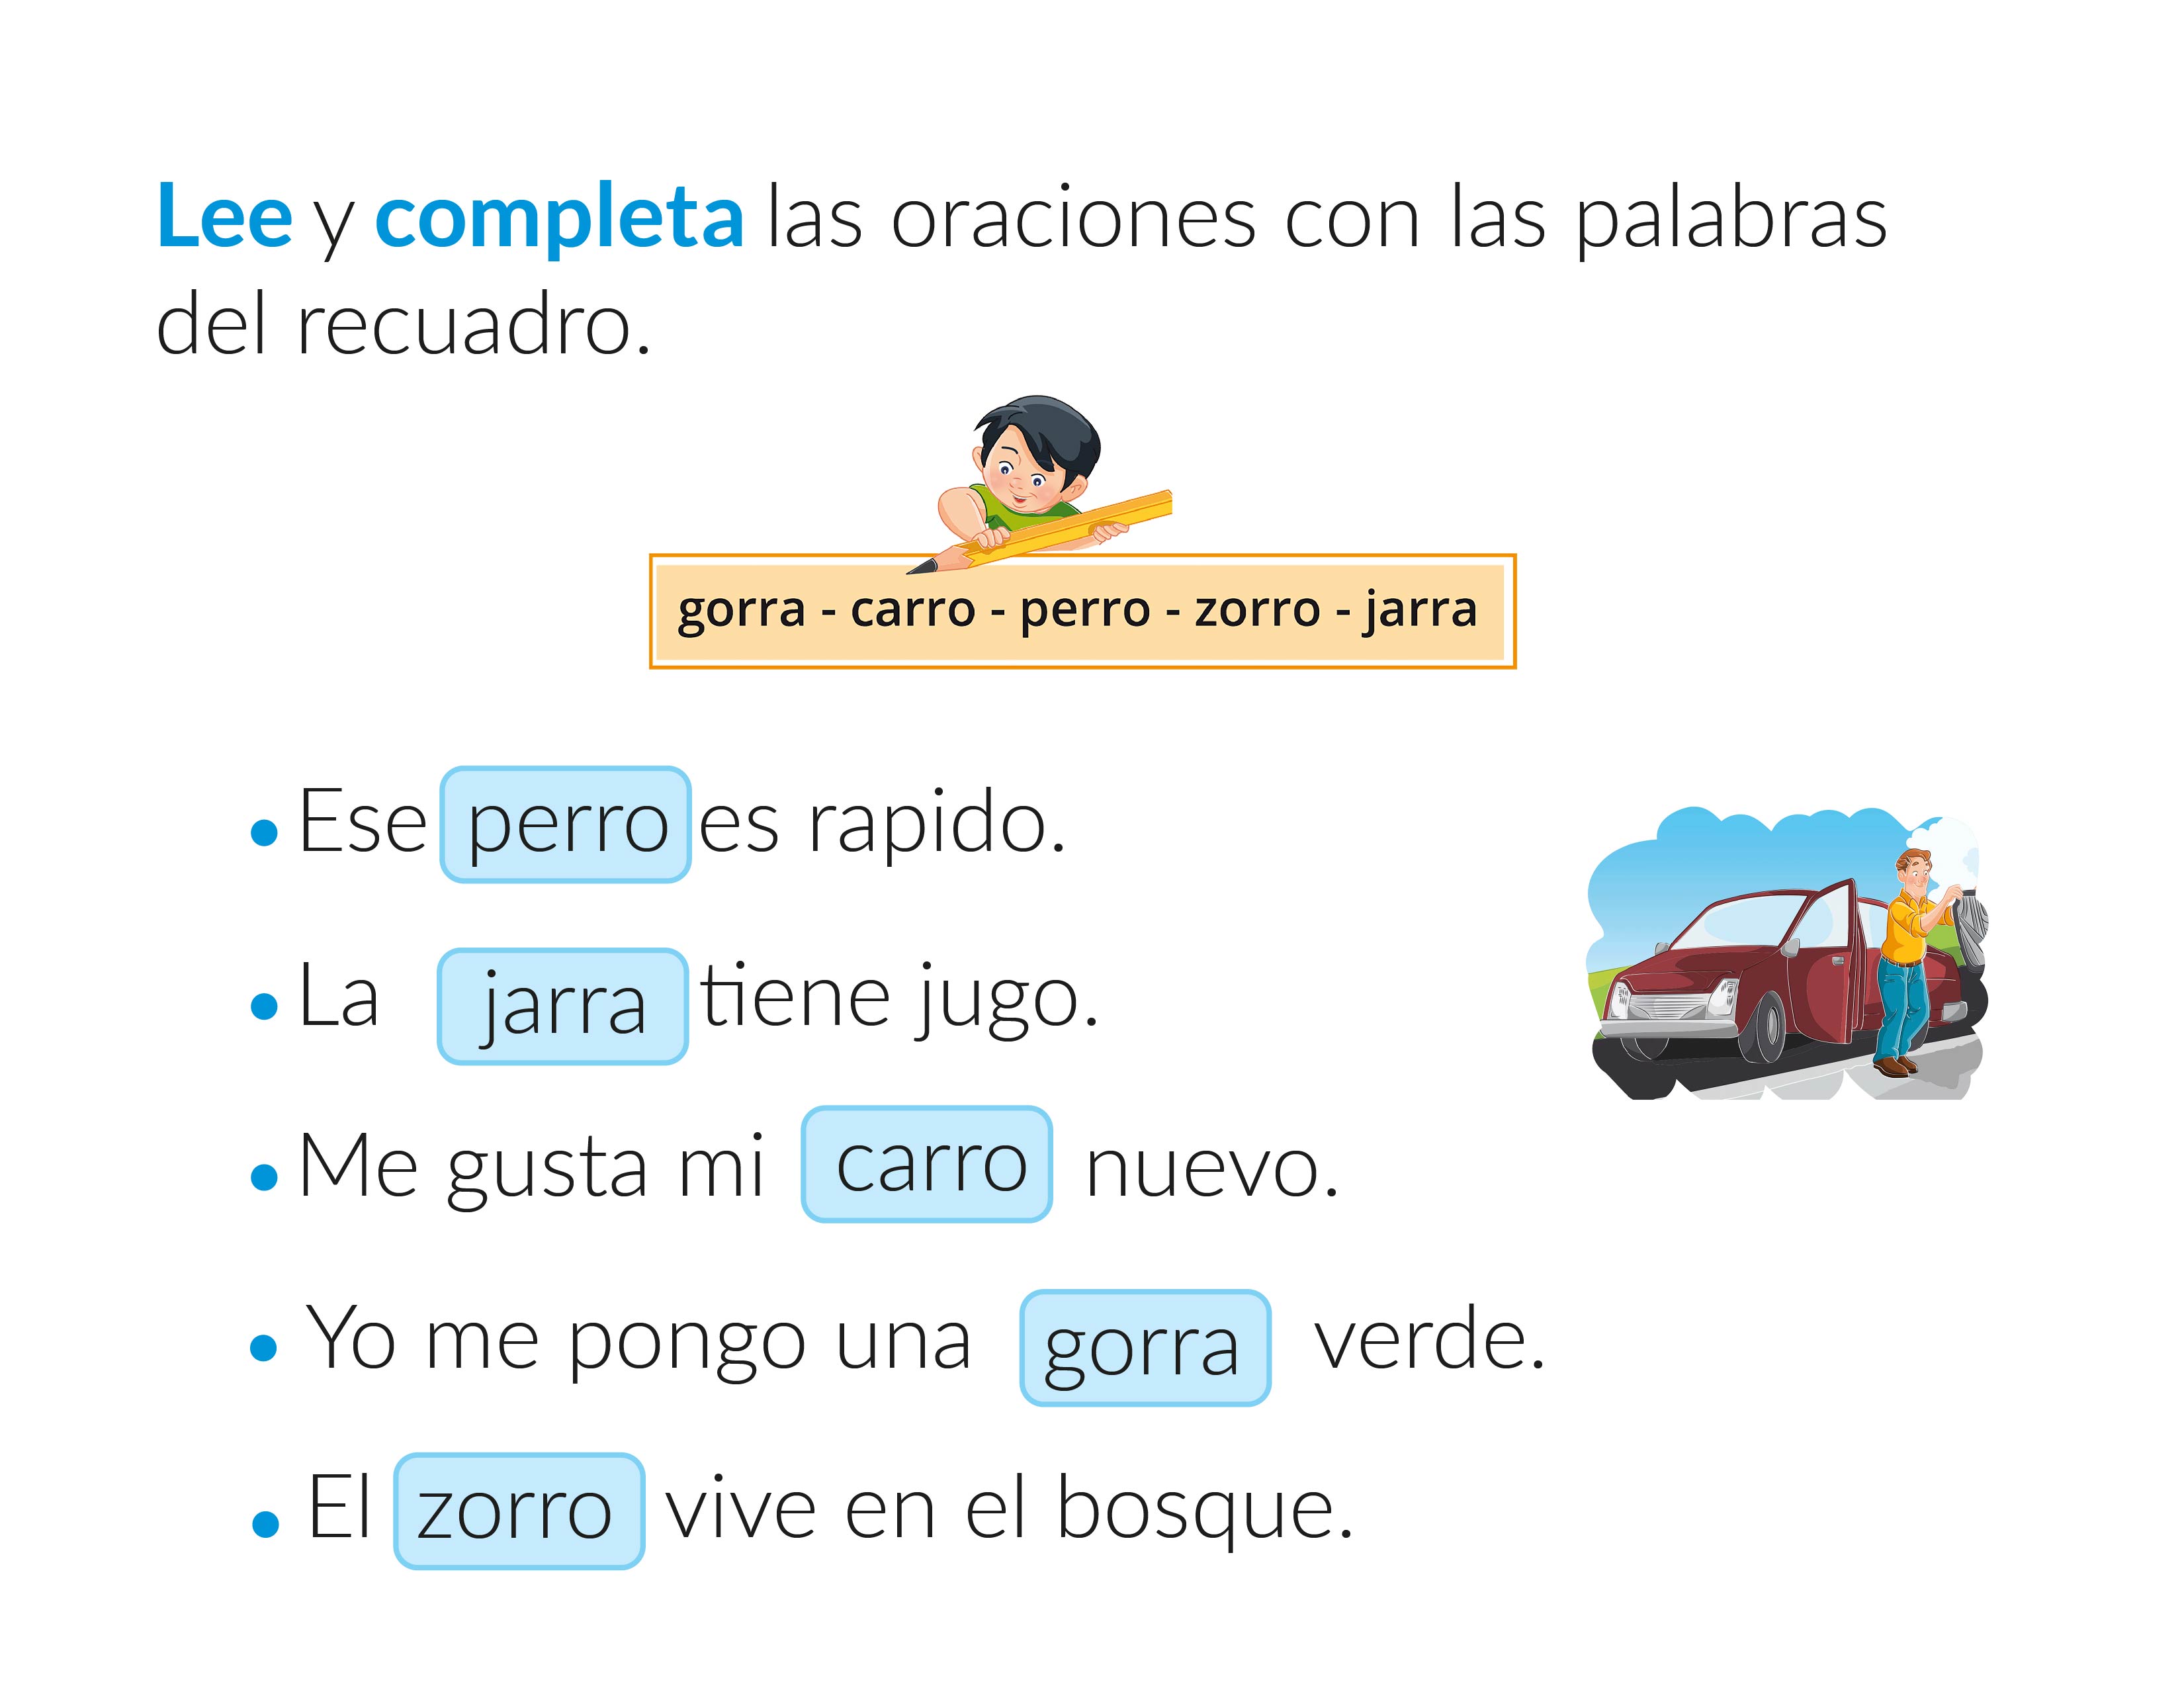 Lee y completa las oraciones con las palabras
del recuadro.
gorra - carro - perro - zorro - jarra
• Ese perro es rapido.
• La jarra tiene jugo.
• Me gusta mi carro nuevo.
• Yo me pongo una gorra verde.
• El zorro vive en el bosque.